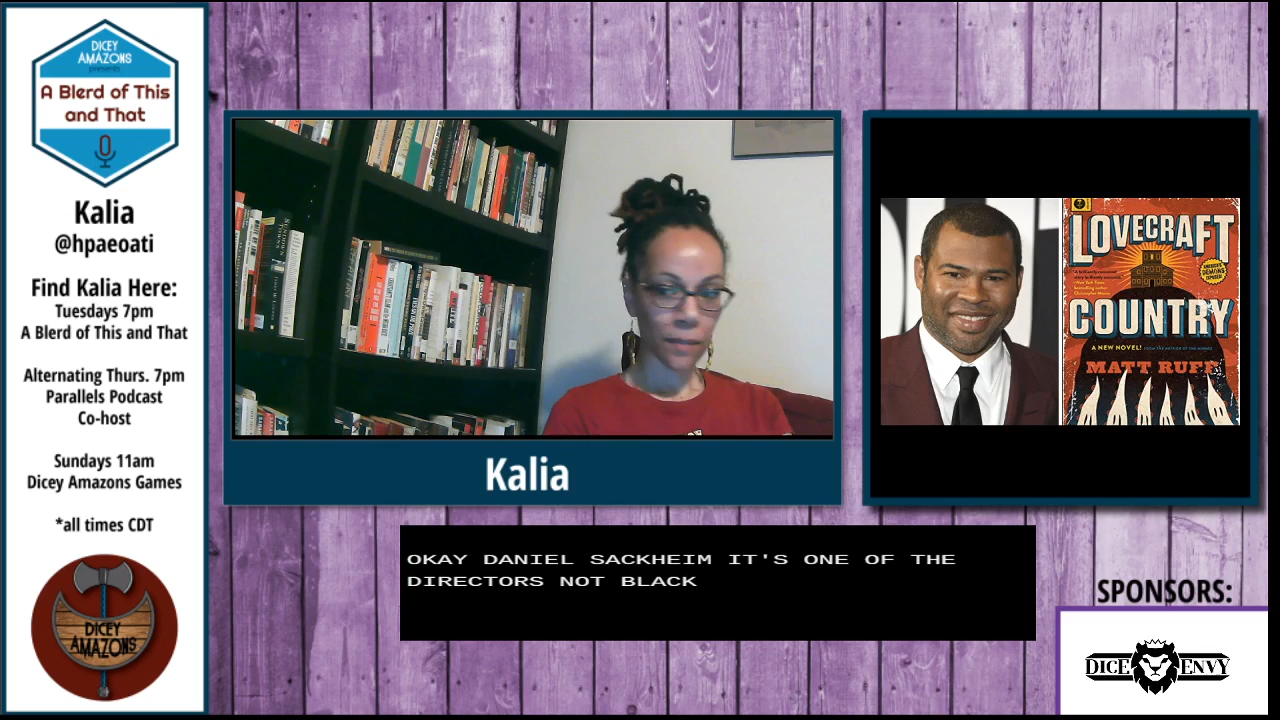 DICEY
AMAZONS
presents
A Blerd of This
and That
Kalia
@hpaeoati
Find Kalia Here:
Tuesdays 7pm
A Blerd of This and That
Alternating Thurs. 7pm
Parallels Podcast
Co-host
Sundays 11am
Dicey Amazons Games
*all times CDT
DICEY
AMAZONS
Kalia
LOVECRAFT
COUNTRY
A NEW NOVEL!
MATT RUFF
OKAY DANIEL SACKHEIM IT'S ONE OF THE
DIRECTORS NOT BLACK
SPONSORS:
DICE ENVY